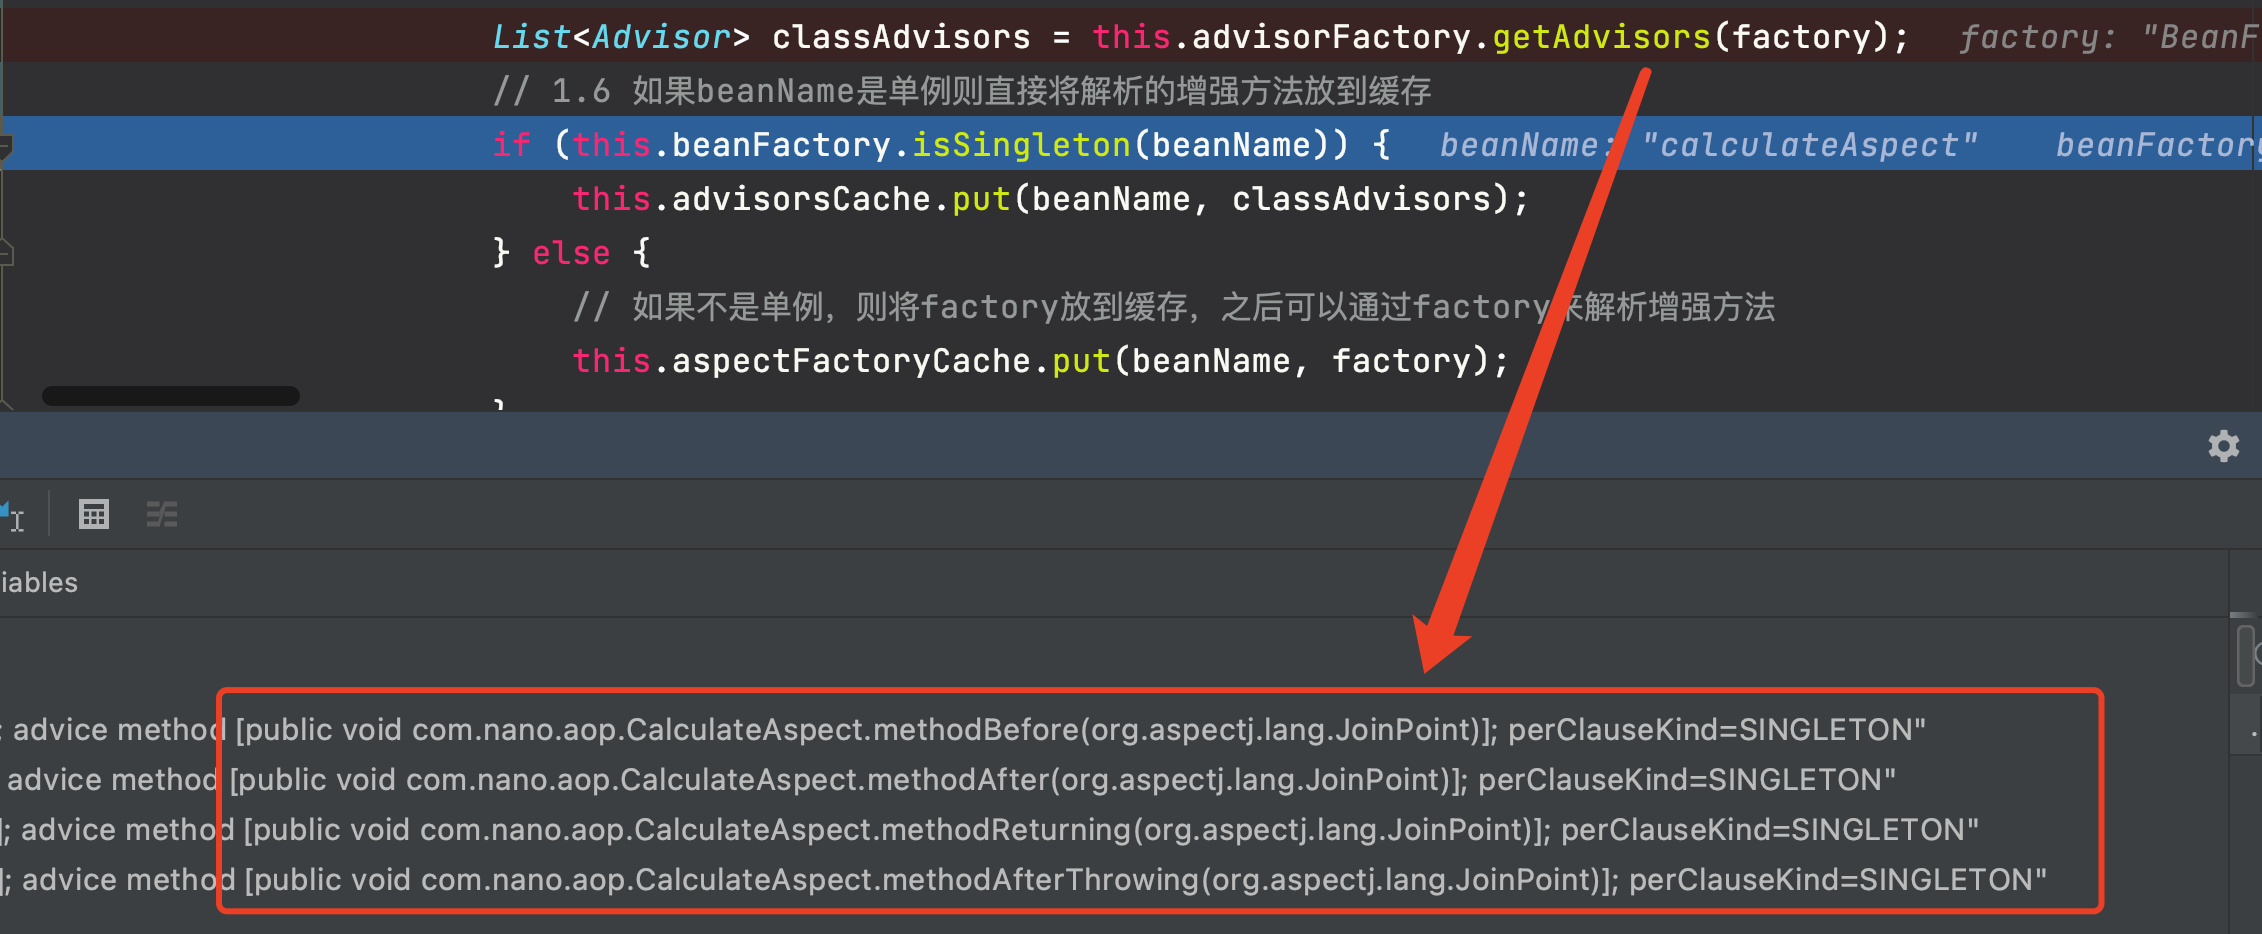 List<Advisor> classAdvisors = this.advisorFactory.getAdvisors(factory); factory: "BeanF
// 1.6 如果beanName是单例则直接将解析的增强方法放到缓存
if (this.beanFactory.isSingleton(beanName)) { beanName: "calculateAspect" beanFactory
this.advisorsCache.put(beanName, classAdvisors);
} else {
// 如果不是单例，则将factory放到缓存，之后可以通过factory来解析增强方法
this.aspectFactoryCache.put(beanName, factory);
}
iables
; advice method [public void com.nano.aop.CalculateAspect.methodBefore(org.aspectj.lang.JoinPoint)]; perClauseKind=SINGLETON"
advice method [public void com.nano.aop.CalculateAspect.methodAfter(org.aspectj.lang.JoinPoint)]; perClauseKind=SINGLETON"
]; advice method [public void com.nano.aop.CalculateAspect.methodReturning(org.aspectj.lang.JoinPoint)]; perClauseKind=SINGLETON"
]; advice method [public void com.nano.aop.CalculateAspect.methodAfterThrowing(org.aspectj.lang.JoinPoint)]; perClauseKind=SINGLETON"